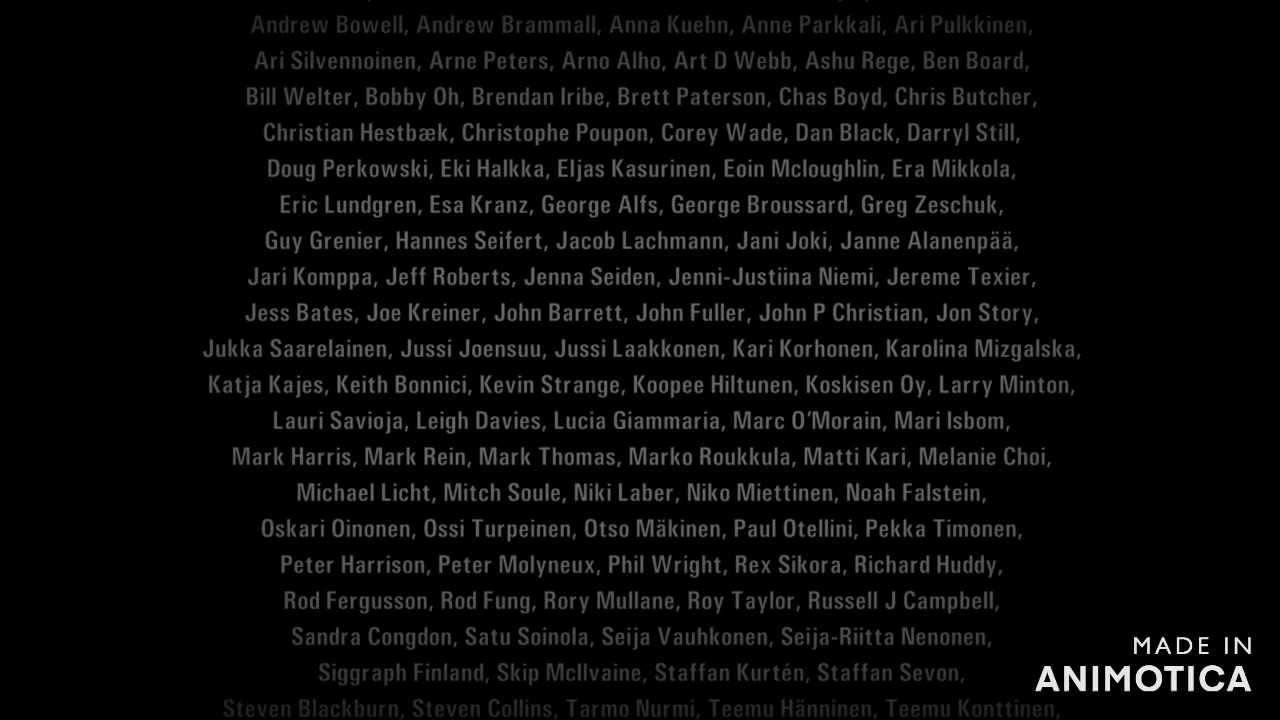 Andrew Bowell, Andrew Brammall, Anna Kuehn, Anne Parkkali, Ari Pulkkinen,
Ari Silvennoinen, Arne Peters, Arno Alho, Art D Webb, Ashu Rege, Ben Board,
Bill Welter, Bobby Oh, Brendan Iribe, Brett Paterson, Chas Boyd, Chris Butcher,
Christian Hestbæk, Christophe Poupon, Corey Wade, Dan Black, Darryl Still,
Doug Perkowski, Eki Halkka, Eljas Kasurinen, Eoin Mcloughlin, Era Mikkola,
Eric Lundgren, Esa Kranz, George Alfs, George Broussard, Greg Zeschuk,
Guy Grenier, Hannes Seifert, Jacob Lachmann, Jani Joki, Janne Alanenpää,
Jari Komppa, Jeff Roberts, Jenna Seiden, Jenni-Justiina Niemi, Jereme Texier,
Jess Bates, Joe Kreiner, John Barrett, John Fuller, John P Christian, Jon Story,
Jukka Saarelainen, Jussi Joensuu, Jussi Laakkonen, Kari Korhonen, Karolina Mizgalska,
Katja Kajes, Keith Bonnici, Kevin Strange, Koopee Hiltunen, Koskisen Oy, Larry Minton,
Lauri Savioja, Leigh Davies, Lucia Giammaria, Marc O'Morain, Mari Isbom,
Mark Harris, Mark Rein, Mark Thomas, Marko Roukkula, Matti Kari, Melanie Choi,
Michael Licht, Mitch Soule, Niki Laber, Niko Miettinen, Noah Falstein,
Oskari Oinonen, Ossi Turpeinen, Otso Mäkinen, Paul Otellini, Pekka Timonen,
Peter Harrison, Peter Molyneux, Phil Wright, Rex Sikora, Richard Huddy,
Rod Fergusson, Rod Fung, Rory Mullane, Roy Taylor, Russell J Campbell,
Sandra Congdon, Satu Soinola, Seija Vauhkonen, Seija-Riitta Nenonen,
Siggraph Finland, Skip McIlvaine, Staffan Kurtén, Staffan Sevon,
Steven Blackburn, Steven Collins, Tarmo Nurmi, Teemu Hänninen, Teemu Konttinen,
MADE IN
ANIMOTICA